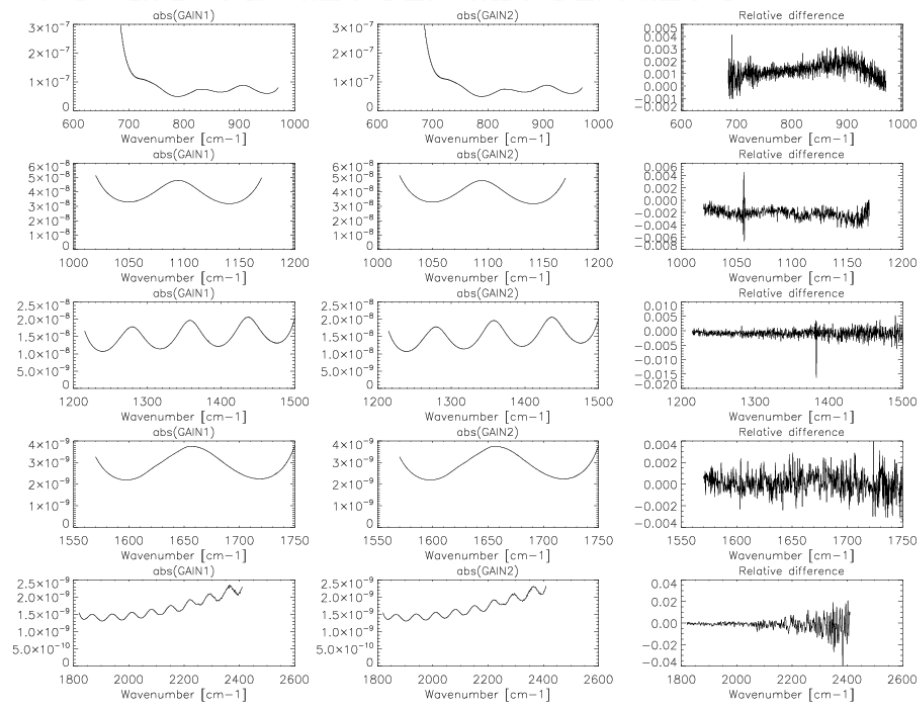 abs(GAIN1) abs(GAIN2) Relative difference
3×10⁻⁷ 3×10⁻⁷ 0.005
0.004
2×10⁻⁷ 2×10⁻⁷ 0.003
0.002
0.001
1×10⁻⁷ 1×10⁻⁷ 0.000
−0.001
0 0 −0.002
600 700 800 900 1000 600 700 800 900 1000 600 700 800 900 1000
Wavenumber [cm−1] Wavenumber [cm−1] Wavenumber [cm−1]
abs(GAIN1) abs(GAIN2) Relative difference
6×10⁻⁸ 6×10⁻⁸ 0.006
5×10⁻⁸ 5×10⁻⁸ 0.004
4×10⁻⁸ 4×10⁻⁸ 0.002
3×10⁻⁸ 3×10⁻⁸ 0.000
2×10⁻⁸ 2×10⁻⁸ −0.002
−0.004
1×10⁻⁸ 1×10⁻⁸ −0.006
0 0 −0.008
1000 1050 1100 1150 1200 1000 1050 1100 1150 1200 1000 1050 1100 1150 1200
Wavenumber [cm−1] Wavenumber [cm−1] Wavenumber [cm−1]
abs(GAIN1) abs(GAIN2) Relative difference
2.5×10⁻⁸ 2.5×10⁻⁸ 0.010
2.0×10⁻⁸ 2.0×10⁻⁸ 0.005
1.5×10⁻⁸ 1.5×10⁻⁸ 0.000
−0.005
1.0×10⁻⁸ 1.0×10⁻⁸ −0.010
5.0×10⁻⁹ 5.0×10⁻⁹ −0.015
0 0 −0.020
1200 1300 1400 1500 1200 1300 1400 1500 1200 1300 1400 1500
Wavenumber [cm−1] Wavenumber [cm−1] Wavenumber [cm−1]
abs(GAIN1) abs(GAIN2) Relative difference
4×10⁻⁹ 4×10⁻⁹ 0.004
3×10⁻⁹ 3×10⁻⁹ 0.002
2×10⁻⁹ 2×10⁻⁹ 0.000
1×10⁻⁹ 1×10⁻⁹ −0.002
0 0 −0.004
1550 1600 1650 1700 1750 1550 1600 1650 1700 1750 1550 1600 1650 1700 1750
Wavenumber [cm−1] Wavenumber [cm−1] Wavenumber [cm−1]
abs(GAIN1) abs(GAIN2) Relative difference
2.5×10⁻⁹ 2.5×10⁻⁹ 0.04
2.0×10⁻⁹ 2.0×10⁻⁹ 0.02
1.5×10⁻⁹ 1.5×10⁻⁹ 0.00
1.0×10⁻⁹ 1.0×10⁻⁹
5.0×10⁻¹⁰ 5.0×10⁻¹⁰ −0.02
0 0 −0.04
1800 2000 2200 2400 2600 1800 2000 2200 2400 2600 1800 2000 2200 2400 2600
Wavenumber [cm−1] Wavenumber [cm−1] Wavenumber [cm−1]